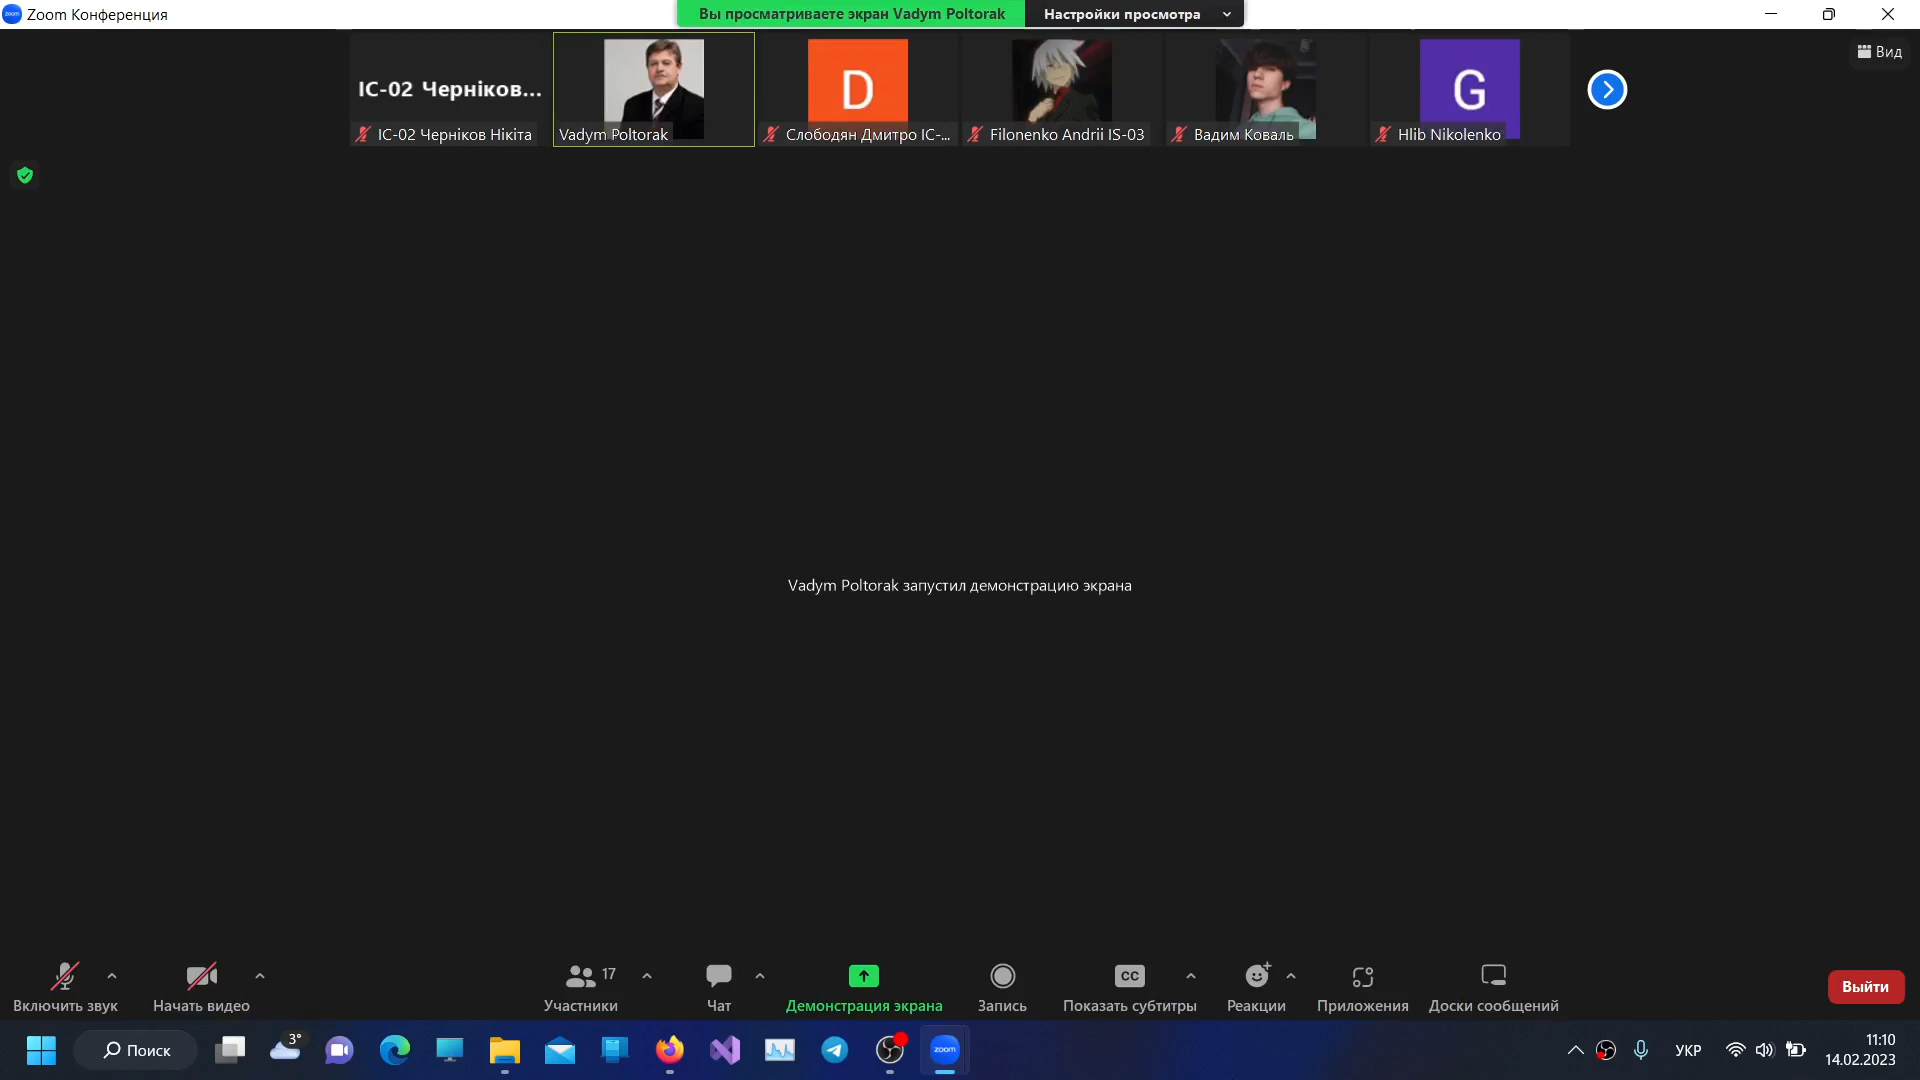 Zoom Конференция
Вы просматриваете экран Vadym Poltorak
Настройки просмотра
Вид
ІС-02 Черніков...
D
G
ІС-02 Черніков Нікіта
Vadym Poltorak
Слободян Дмитро ІС-...
Filonenko Andrii IS-03
Вадим Коваль
Hlib Nikolenko
Vadym Poltorak запустил демонстрацию экрана
17
CC
Включить звук
Начать видео
Участники
Чат
Демонстрация экрана
Запись
Показать субтитры
Реакции
Приложения
Доски сообщений
Выйти
Поиск
3°
zoom
УКР
11:10
14.02.2023